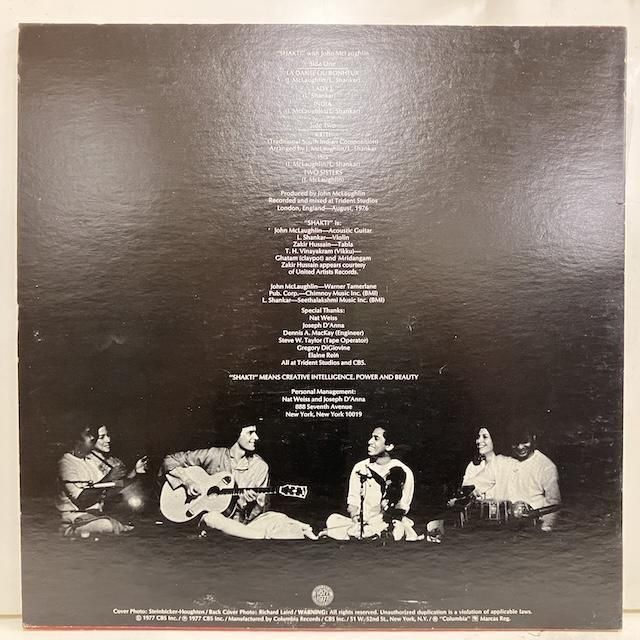 "SHAKTI" with John McLaughlin
Side One
LA DANSE DU BONHEUR
(J. McLaughlin/L. Shankar)
LADY L
(L. Shankar)
INDIA
(J. McLaughlin/L. Shankar)
Side Two
KRITI
(Traditional South Indian Composition)
Arranged by J. McLaughlin/L. Shankar
(J. McLaughlin/L. Shankar)
TWO SISTERS
(J. McLaughlin)
Produced by John McLaughlin
Recorded and mixed at Trident Studios
London, England—August, 1976
"SHAKTI" is:
John McLaughlin—Acoustic Guitar
L. Shankar—Violin
Zakir Hussain—Tabla
T. H. Vinayakram (Vikku)—
Ghatam (claypot) and Mridangam
Zakir Hussain appears courtesy
of United Artists Records.
John McLaughlin—Warner Tamerlane
Pub. Corp.—Chimnoy Music Inc. (BMI)
L. Shankar—Seethalakshmi Music Inc. (BMI)
Special Thanks:
Nat Weiss
Joseph D'Anna
Dennis A. MacKay (Engineer)
Steve W. Taylor (Tape Operator)
Gregory DiGiovine
Elaine Rein
All at Trident Studios and CBS.
"SHAKTI" MEANS CREATIVE INTELLIGENCE, POWER AND BEAUTY
Personal Management:
Nat Weiss and Joseph D'Anna
888 Seventh Avenue
New York, New York 10019
Cover Photo: Steinbicker-Houghton/Back Cover Photo: Richard Laird/WARNING: All rights reserved. Unauthorized duplication is a violation of applicable laws.
© 1977 CBS Inc./℗ 1977 CBS Inc./Manufactured by Columbia Records/CBS Inc./51 W. 52nd St., New York, N.Y./® "Columbia" Marcas Reg.